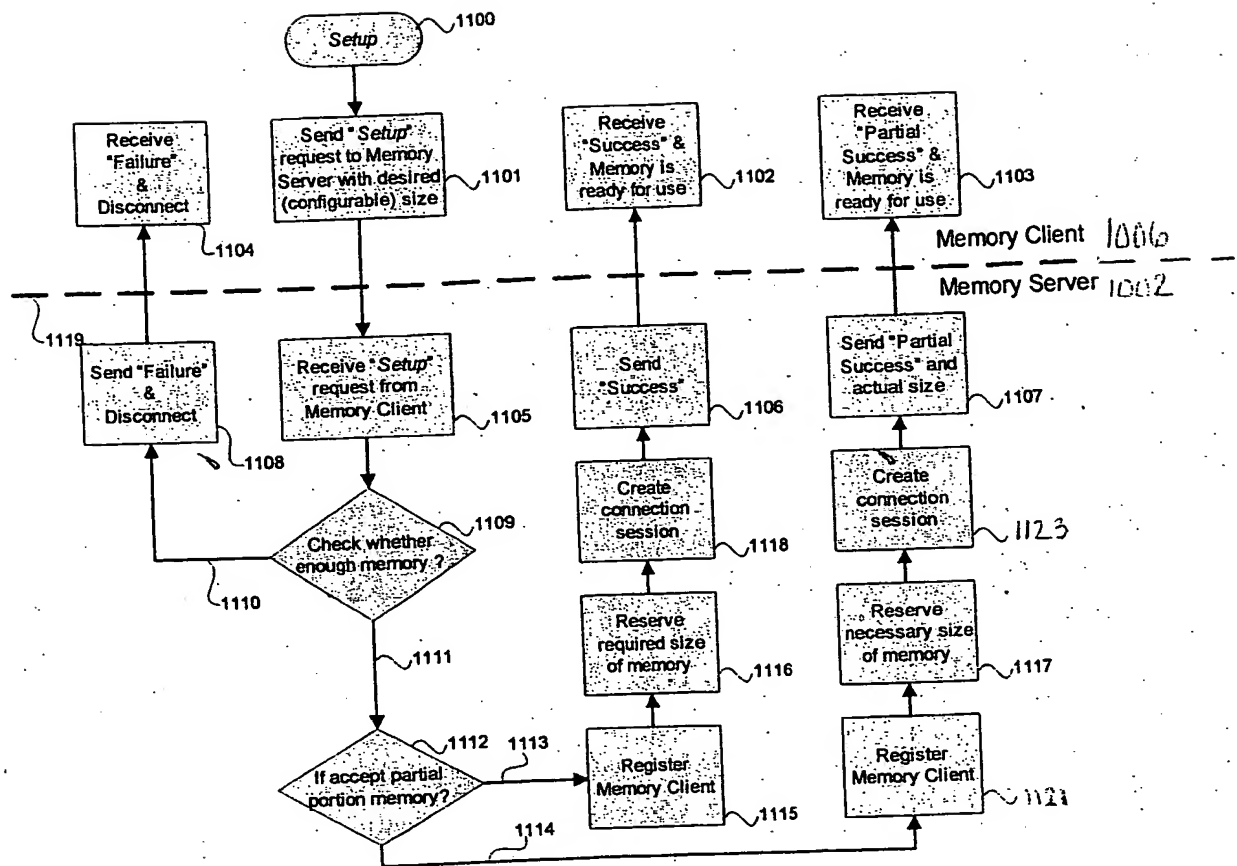 Setup
1100
Receive
"Failure"
&
Disconnect
1104
Send "Setup"
request to Memory
Server with desired
(configurable) size
1101
Receive
"Success" &
Memory is
ready for use
1102
Receive
"Partial
Success" &
Memory is
ready for use
1103
Memory Client 1006
Memory Server 1002
1119
Send "Failure"
&
Disconnect
1108
Receive "Setup"
request from
Memory Client
1105
Send
"Success"
1106
Send "Partial
Success" and
actual size
1107
Check whether
enough memory ?
1109
1110
1111
Create
connection
session
1118
Create
connection
session
1123
Reserve
required size
of memory
1116
Reserve
necessary size
of memory
1117
If accept partial
portion memory?
1112
1113
1114
Register
Memory Client
1115
Register
Memory Client